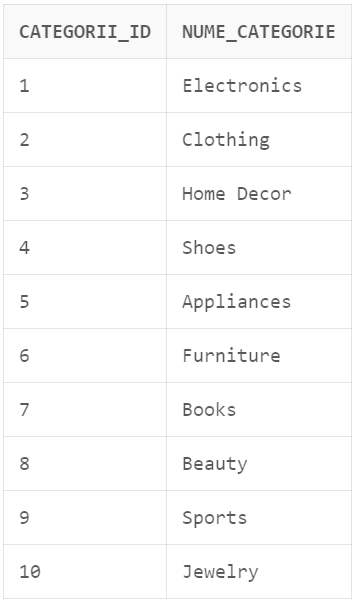 CATEGORII_ID NUME_CATEGORIE
1 Electronics
2 Clothing
3 Home Decor
4 Shoes
5 Appliances
6 Furniture
7 Books
8 Beauty
9 Sports
10 Jewelry